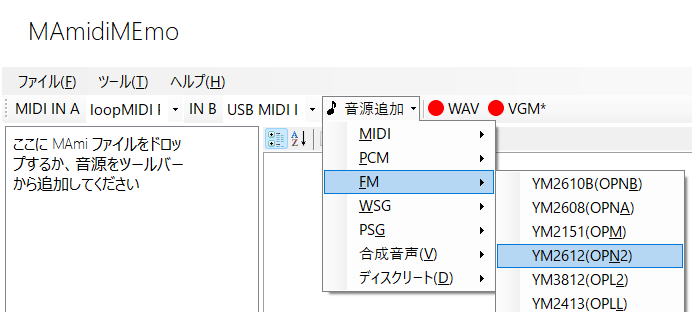 MAmidiMEmo
ファイル(F) ツール(T) ヘルプ(H)
MIDI IN A loopMIDI F IN B USB MIDI I 音源追加 WAV VGM*
ここに MAmi ファイルをドロッ
プするか、音源をツールバー
から追加してください
MIDI
PCM
FM
WSG
PSG
合成音声(V)
ディスクリート(D)
YM2610B(OPNB)
YM2608(OPNA)
YM2151(OPM)
YM2612(OPN2)
YM3812(OPL2)
YM2413(OPLL)